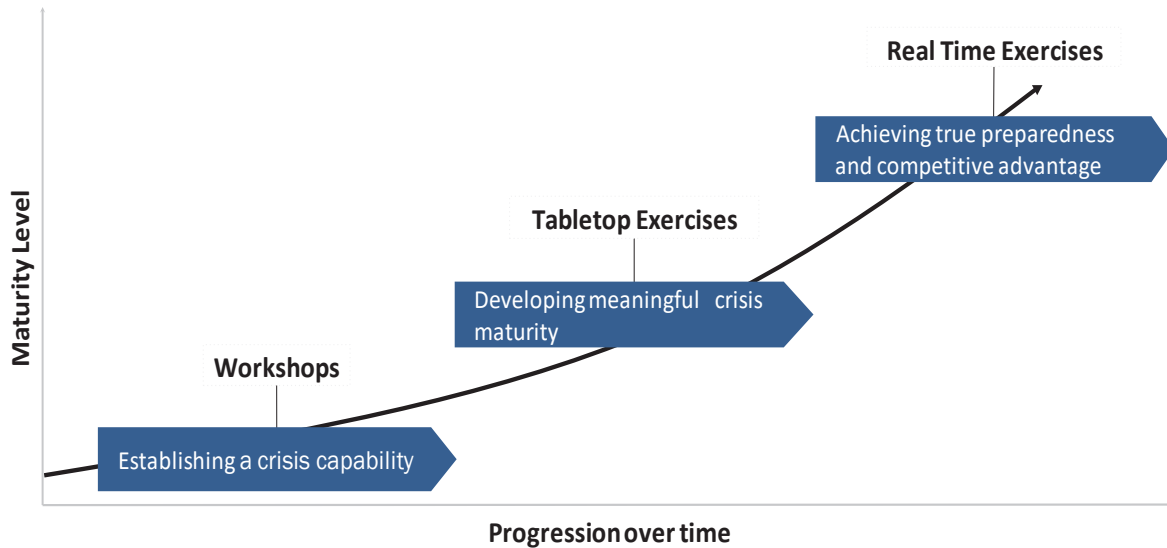 Real Time Exercises
Achieving true preparedness
and competitive advantage
Tabletop Exercises
Developing meaningful crisis
maturity
Workshops
Establishing a crisis capability
Maturity Level
Progression over time